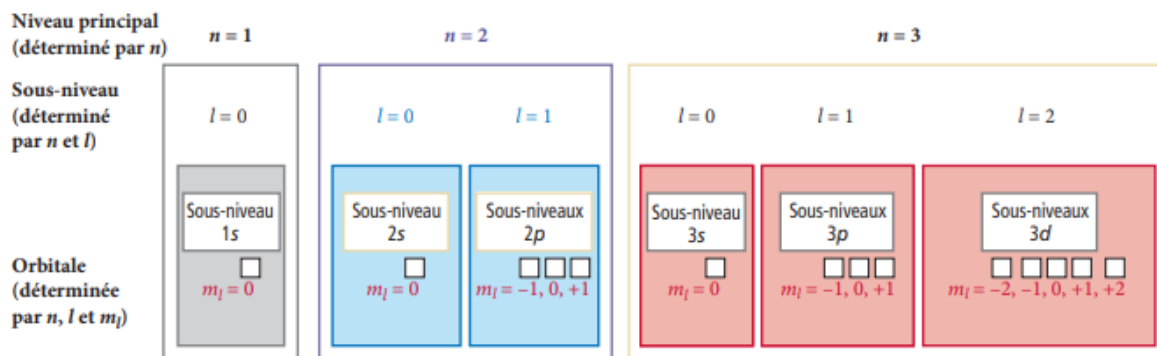 Niveau principal
(déterminé par n)
n = 1
n = 2
n = 3
Sous-niveau
(déterminé
par n et l)
l = 0
l = 0
l = 1
l = 0
l = 1
l = 2
Sous-niveau
1s
Sous-niveau
2s
Sous-niveaux
2p
Sous-niveau
3s
Sous-niveaux
3p
Sous-niveaux
3d
Orbitale
(déterminée
par n, l et mₗ)
mₗ = 0
mₗ = 0
mₗ = –1, 0, +1
mₗ = 0
mₗ = –1, 0, +1
mₗ = –2, –1, 0, +1, +2